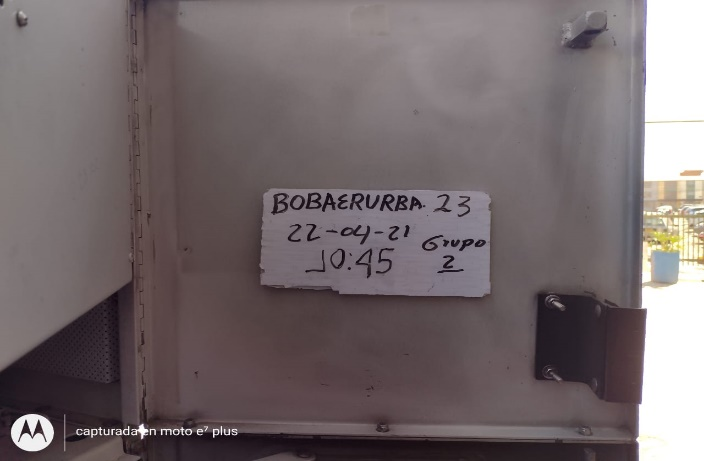 BOBAERURBA. 23
22-04-21
10:45
Grupo
2
capturada en moto e⁷ plus